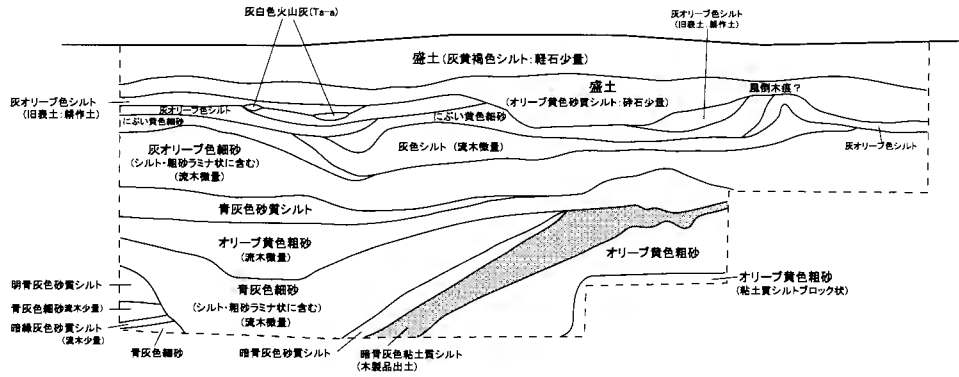 灰白色火山灰(Ta-a)
灰オリーブ色シルト
(旧表土:耕作土)
盛土(灰黄褐色シルト:軽石少量)
盛土
(オリーブ黄色砂質シルト:砕石少量)
風倒木痕?
灰オリーブ色シルト
(旧表土:耕作土)
灰オリーブ色シルト
にぶい黄色細砂
にぶい黄色細砂
灰オリーブ色細砂
(シルト・粗砂ラミナ状に含む)
(流木微量)
灰色シルト(流木微量)
灰オリーブ色シルト
青灰色砂質シルト
オリーブ黄色粗砂
(流木微量)
オリーブ黄色粗砂
オリーブ黄色粗砂
(粘土質シルトブロック状)
明青灰色砂質シルト
青灰色細砂
(シルト・粗砂ラミナ状に含む)
(流木微量)
青灰色細砂(流木少量)
暗緑灰色砂質シルト
(流木少量)
青灰色細砂
暗青灰色砂質シルト
暗青灰色粘土質シルト
(木製品出土)